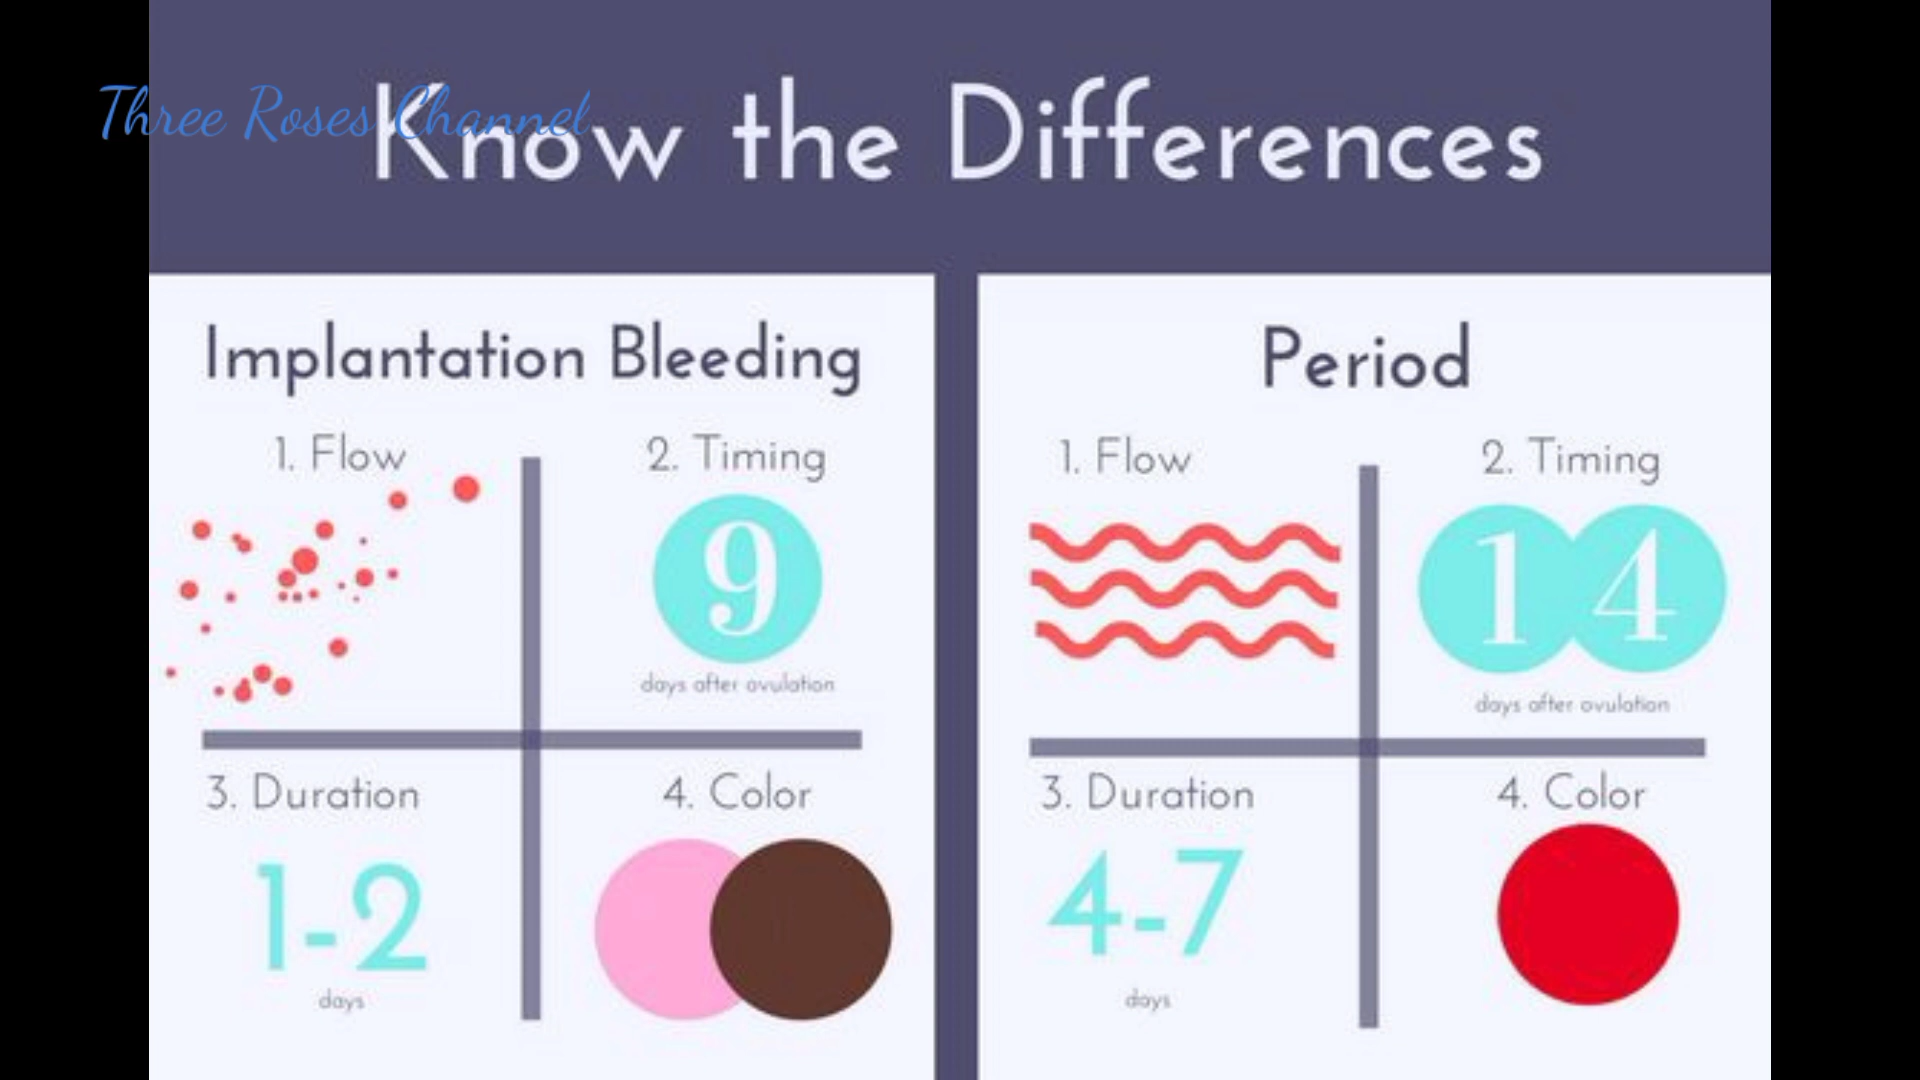 Three Roses Channel
Know the Differences
Implantation Bleeding
1. Flow
2. Timing
9
days after ovulation
3. Duration
1-2
days
4. Color
Period
1. Flow
2. Timing
14
days after ovulation
3. Duration
4-7
days
4. Color